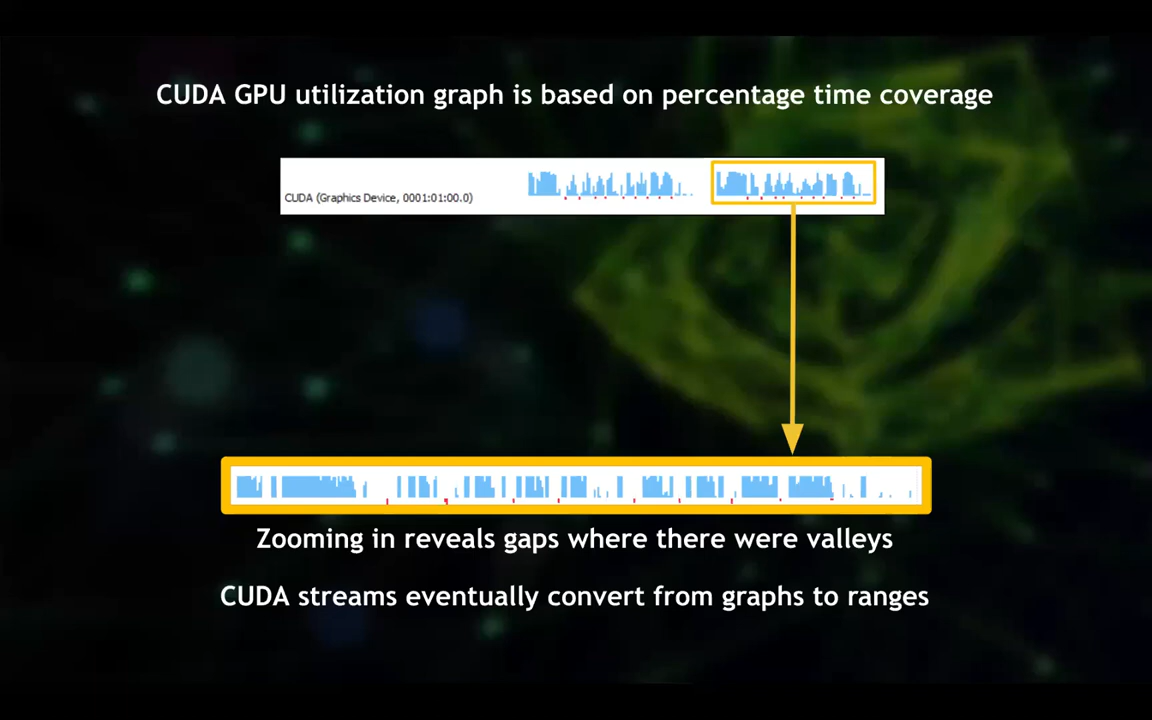 CUDA GPU utilization graph is based on percentage time coverage
CUDA (Graphics Device, 0001:01:00.0)
Zooming in reveals gaps where there were valleys
CUDA streams eventually convert from graphs to ranges